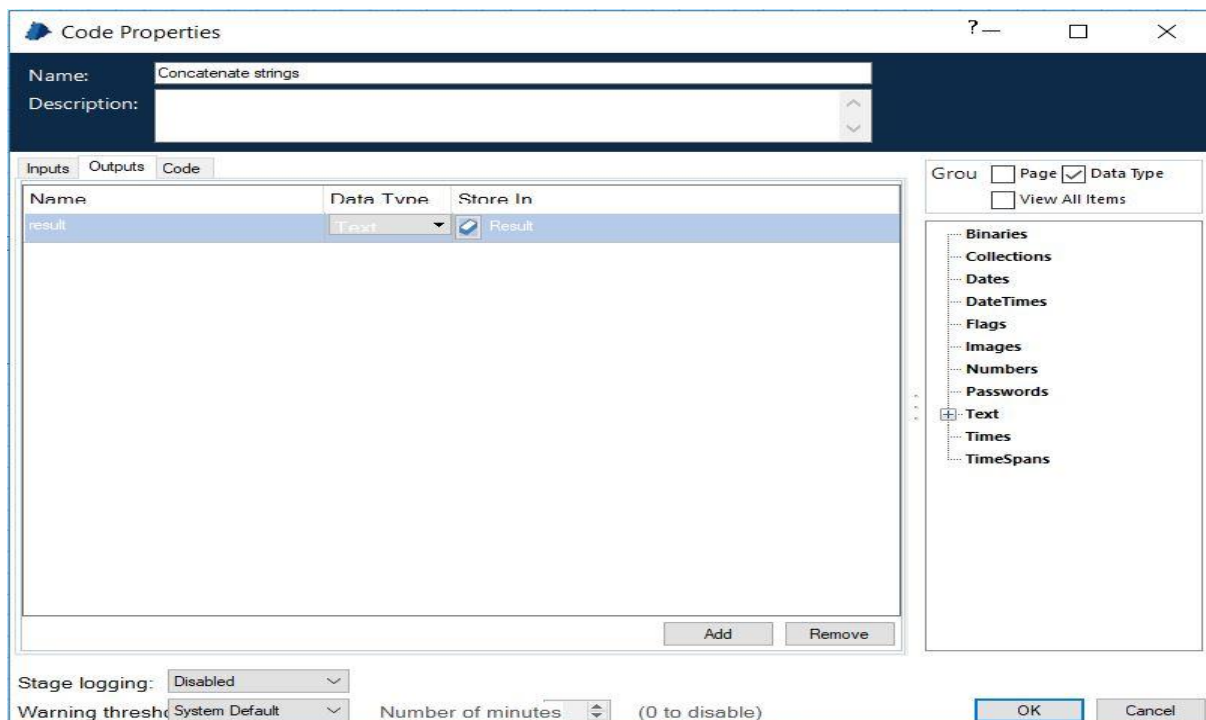 Code Properties ?
Name: Concatenate strings
Description:
Inputs Outputs Code
Name Data Type Store In
result Text Result
Grou Page Data Type
View All Items
Binaries
Collections
Dates
DateTimes
Flags
Images
Numbers
Passwords
Text
Times
TimeSpans
Add Remove
Stage logging: Disabled
Warning thresho System Default Number of minutes (0 to disable)
OK Cancel